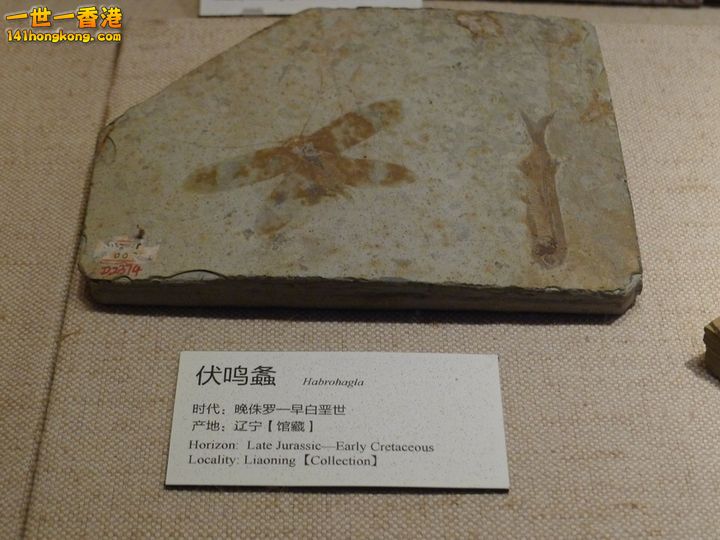 一世一香港
141hongkong.com
D2374
伏鸣螽 Habrohagla
时代：晚侏罗—早白垩世
产地：辽宁【馆藏】
Horizon: Late Jurassic—Early Cretaceous
Locality: Liaoning【Collection】